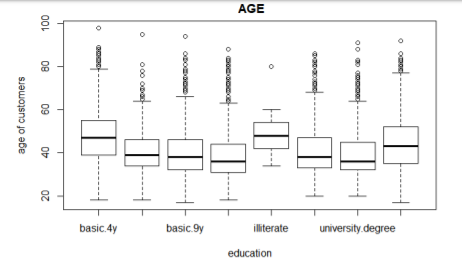 AGE
100
80
60
40
20
age of customers
basic.4y basic.9y illiterate university.degree
education